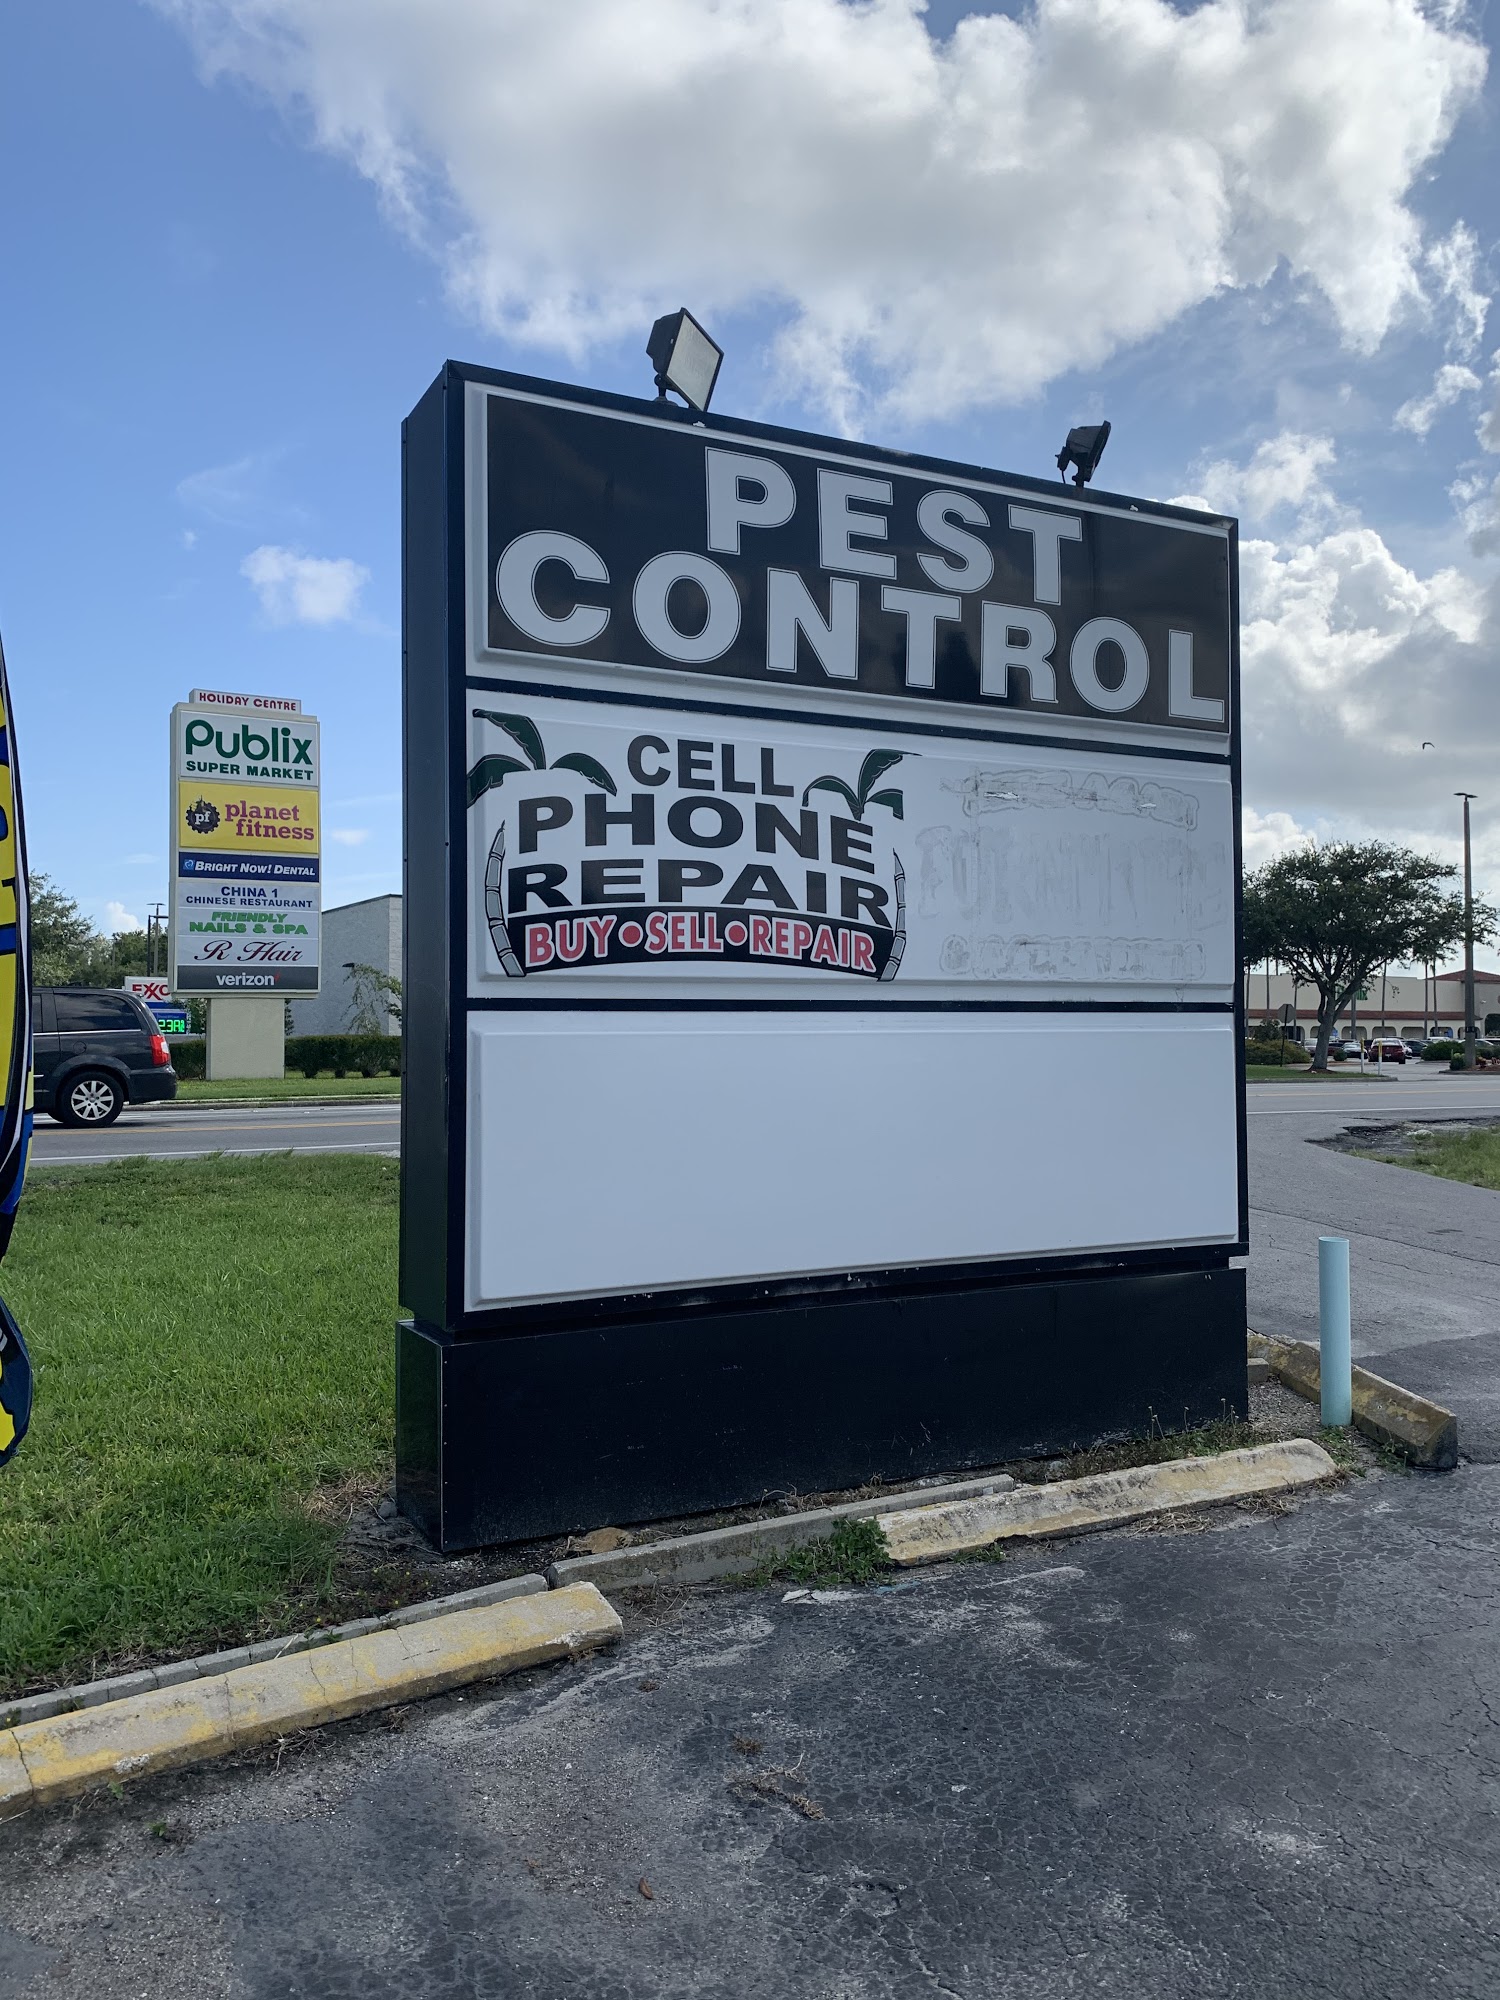 PEST
CONTROL
CELL
PHONE
REPAIR
BUY•SELL•REPAIR
HOLIDAY CENTRE
Publix
SUPER MARKET
pf
planet
fitness
BRIGHT NOW! DENTAL
CHINA 1
CHINESE RESTAURANT
FRIENDLY
NAILS & SPA
R Hair
verizon